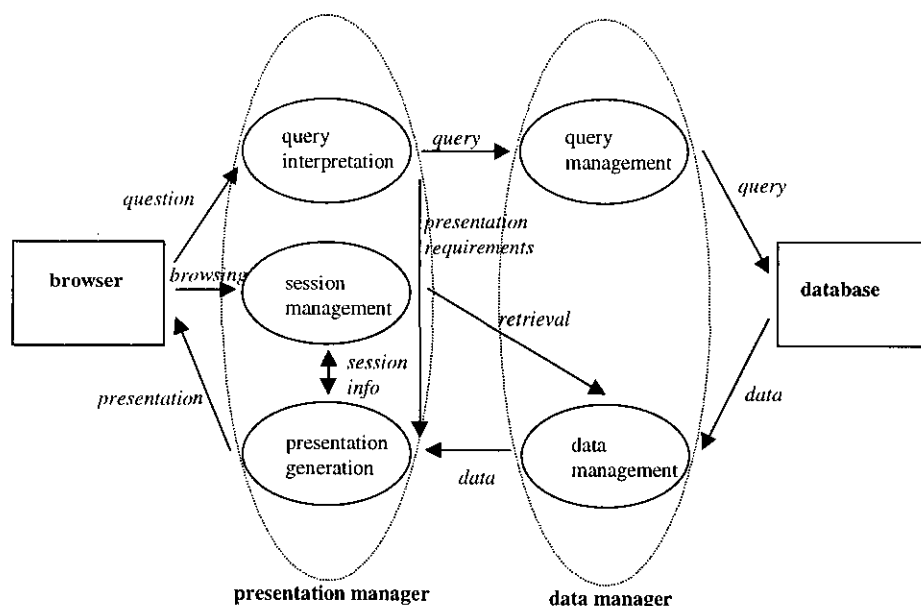 query
interpretation
query
query
management
question
query
presentation
requirements
browser
browsing
session
management
database
retrieval
session
info
presentation
data
presentation
generation
data
data
management
presentation manager
data manager